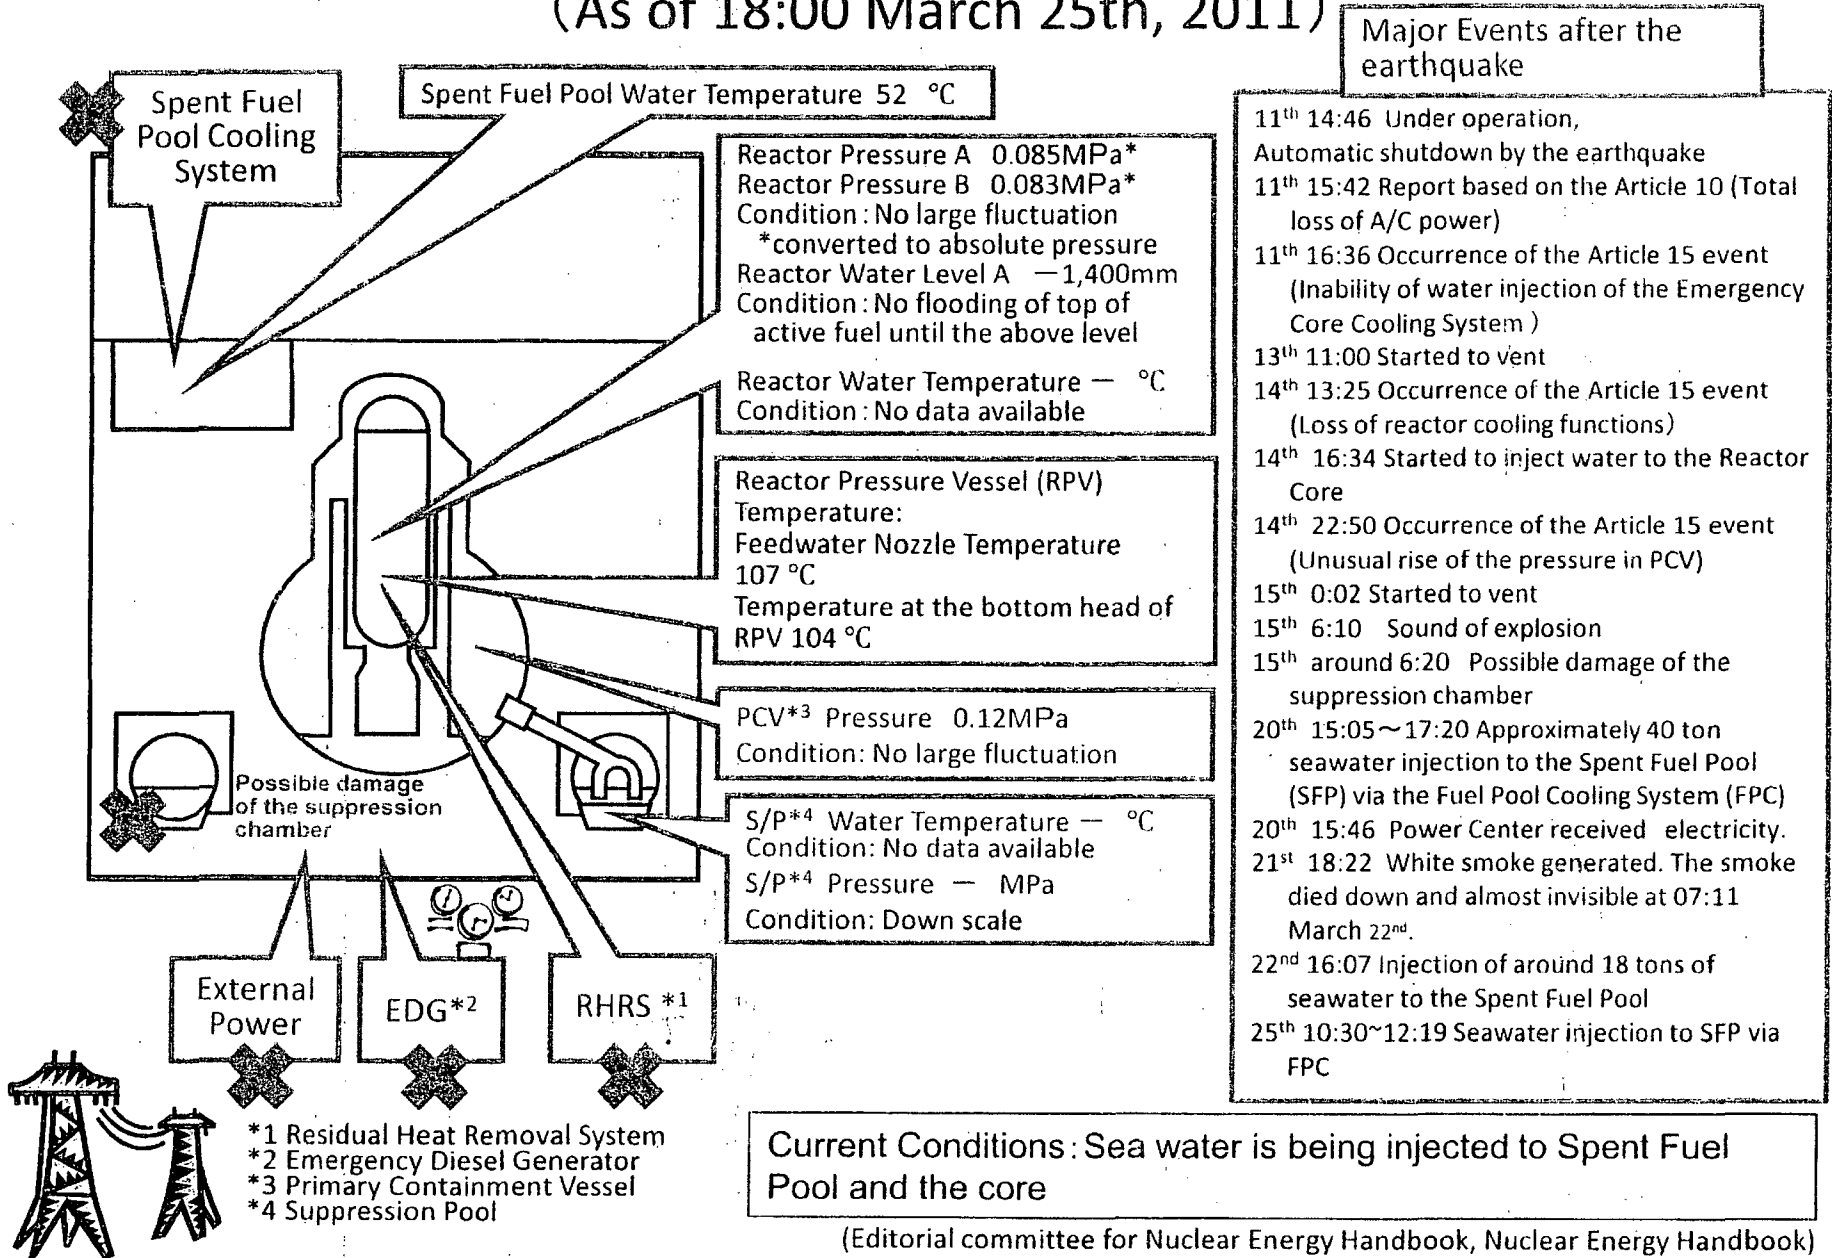 (As of 18:00 March 25th, 2011)
Major Events after the
earthquake
Spent Fuel
Pool Cooling
System
Spent Fuel Pool Water Temperature 52 °C
Reactor Pressure A 0.085MPa*
Reactor Pressure B 0.083MPa*
Condition : No large fluctuation
*converted to absolute pressure
Reactor Water Level A －1,400mm
Condition : No flooding of top of
active fuel until the above level
Reactor Water Temperature － °C
Condition : No data available
Reactor Pressure Vessel (RPV)
Temperature:
Feedwater Nozzle Temperature
107 °C
Temperature at the bottom head of
RPV 104 °C
PCV*3 Pressure 0.12MPa
Condition: No large fluctuation
S/P*4 Water Temperature － °C
Condition: No data available
S/P*4 Pressure － MPa
Condition: Down scale
Possible damage
of the suppression
chamber
External
Power
EDG*2
RHRS *1
*1 Residual Heat Removal System
*2 Emergency Diesel Generator
*3 Primary Containment Vessel
*4 Suppression Pool
11th 14:46 Under operation,
Automatic shutdown by the earthquake
11th 15:42 Report based on the Article 10 (Total
loss of A/C power)
11th 16:36 Occurrence of the Article 15 event
(Inability of water injection of the Emergency
Core Cooling System )
13th 11:00 Started to vent
14th 13:25 Occurrence of the Article 15 event
(Loss of reactor cooling functions)
14th 16:34 Started to inject water to the Reactor
Core
14th 22:50 Occurrence of the Article 15 event
(Unusual rise of the pressure in PCV)
15th 0:02 Started to vent
15th 6:10 Sound of explosion
15th around 6:20 Possible damage of the
suppression chamber
20th 15:05～17:20 Approximately 40 ton
seawater injection to the Spent Fuel Pool
(SFP) via the Fuel Pool Cooling System (FPC)
20th 15:46 Power Center received electricity.
21st 18:22 White smoke generated. The smoke
died down and almost invisible at 07:11
March 22nd.
22nd 16:07 Injection of around 18 tons of
seawater to the Spent Fuel Pool
25th 10:30~12:19 Seawater injection to SFP via
FPC
Current Conditions : Sea water is being injected to Spent Fuel
Pool and the core
(Editorial committee for Nuclear Energy Handbook, Nuclear Energy Handbook)